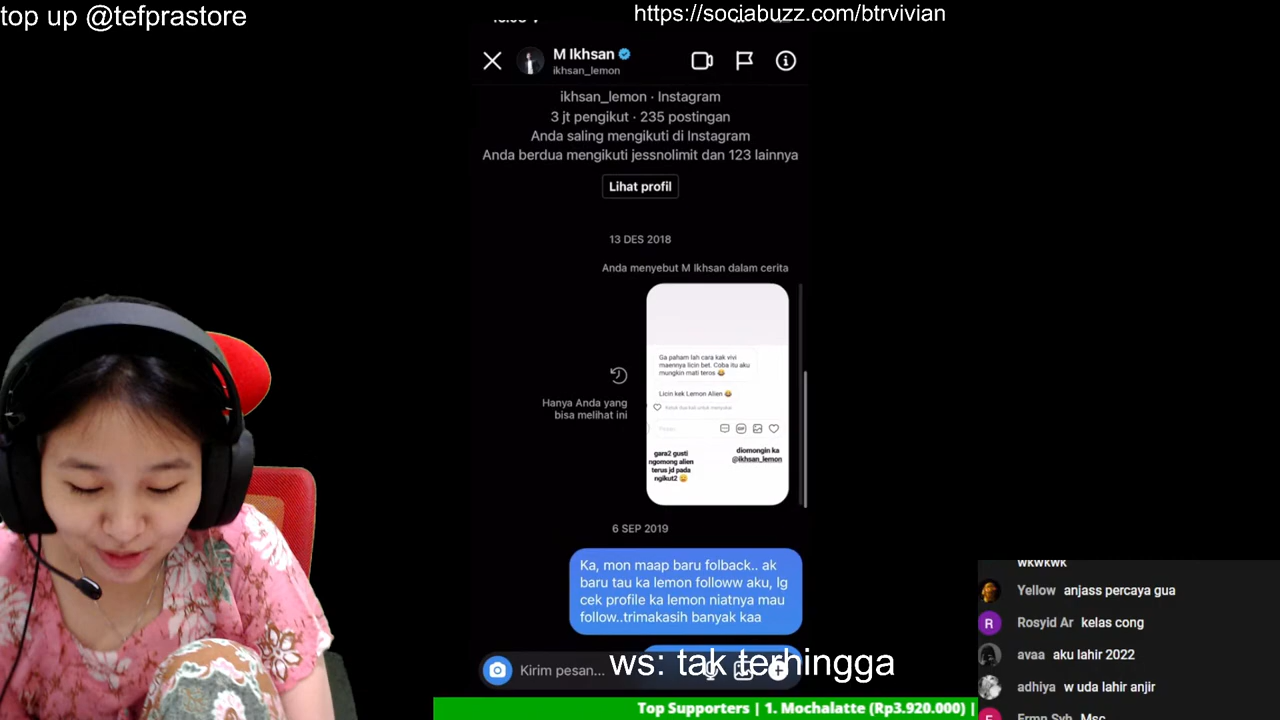 top up @tefprastore
https://sociabuzz.com/btrvivian
M Ikhsan
ikhsan_lemon
ikhsan_lemon · Instagram
3 jt pengikut · 235 postingan
Anda saling mengikuti di Instagram
Anda berdua mengikuti jessnolimit dan 123 lainnya
Lihat profil
13 DES 2018
Anda menyebut M Ikhsan dalam cerita
Ga paham lah cara kak vivi
maennya licin bet. Coba itu aku
mungkin mati teros 😂
Licin kek Lemon Alien 😂
Hanya Anda yang
bisa melihat ini
gara2 gusti
ngomong alien
terus jd pada
ngikut2 😥
diomongin ka
@ikhsan_lemon
6 SEP 2019
Ka, mon maap baru folback.. ak
baru tau ka lemon followw aku, lg
cek profile ka lemon niatnya mau
follow..trimakasih banyak kaa
Kirim pesan...
ws: tak terhingga
Top Supporters | 1. Mochalatte (Rp3.920.000) |
wkwkwk
Yellow anjass percaya gua
R Rosyid Ar kelas cong
avaa aku lahir 2022
adhiya w uda lahir anjir
Ermn Syh Msc